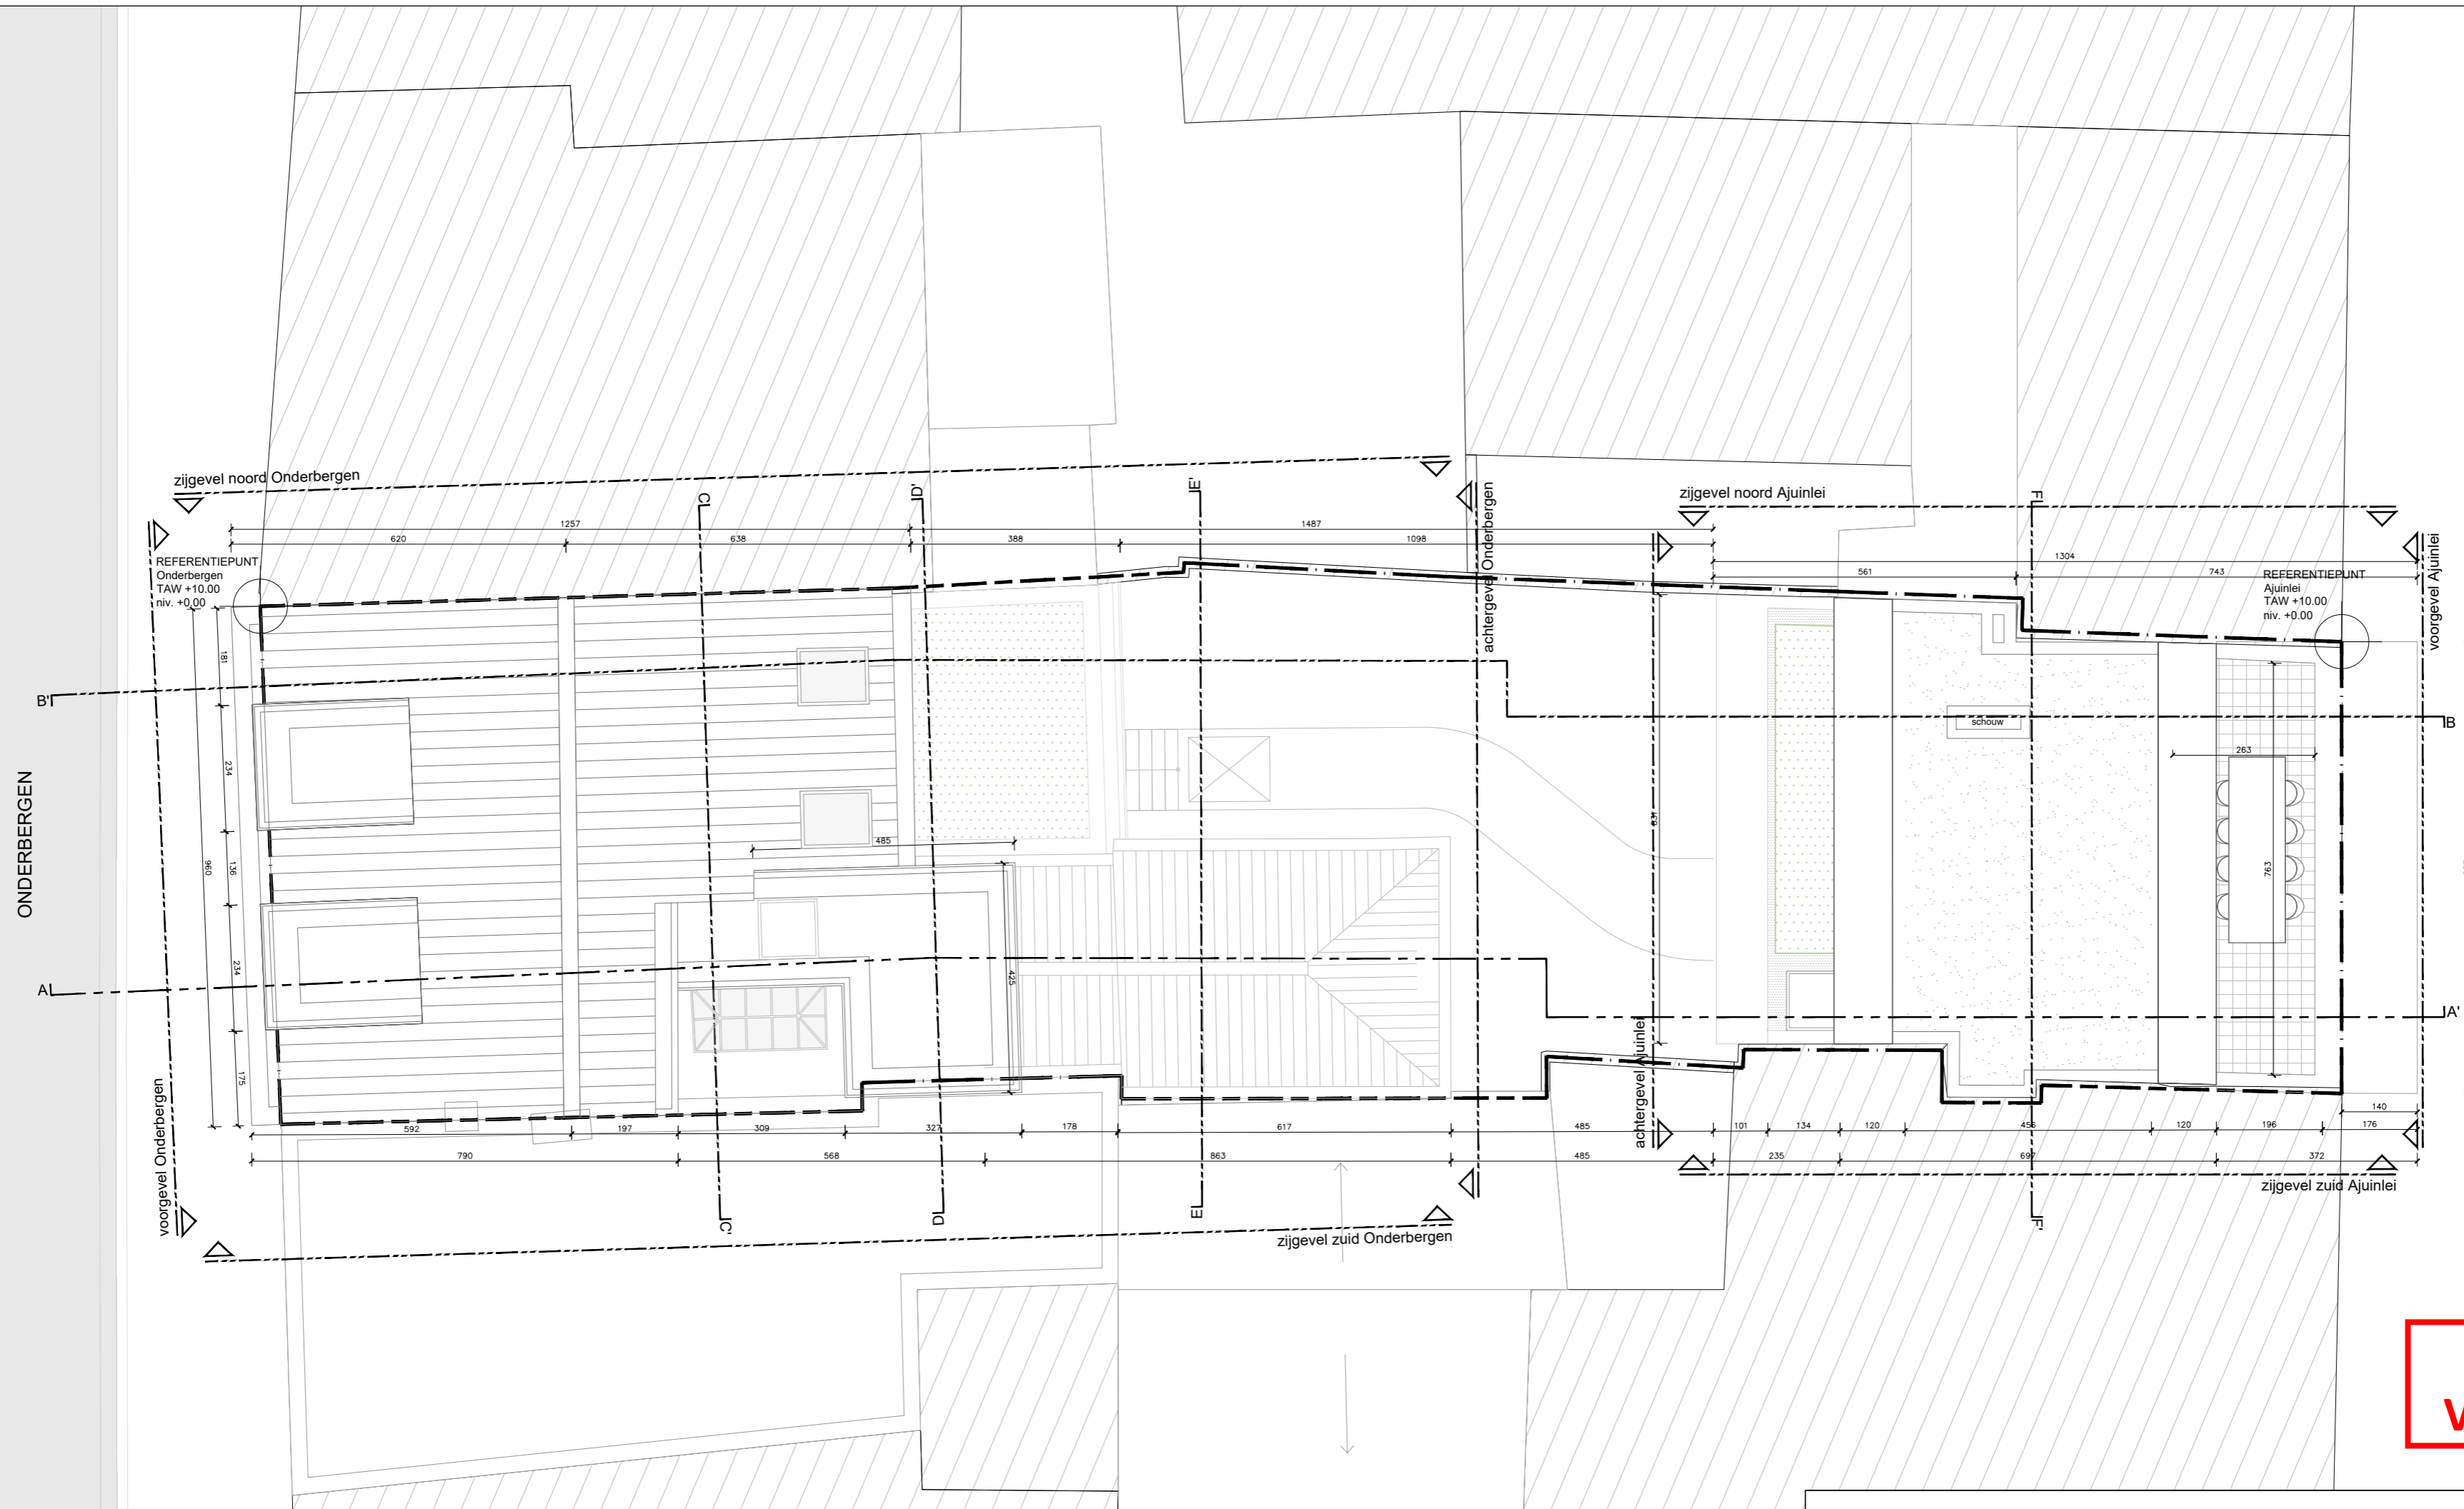 zijgevel noord Onderbergen
zijgevel noord Ajuinlei
C
D'
E'
F
1257
1487
620
638
388
1098
1304
561
743
REFERENTIEPUNT
Onderbergen
TAW +10.00
niv. +0.00
REFERENTIEPUNT
Ajuinlei
TAW +10.00
niv. +0.00
achtergevel Onderbergen
voorgevel Ajuinlei
181
B'
B
schouw
263
234
485
831
763
ONDERBERGEN
960
136
234
425
A
A'
175
achtergevel Ajuinlei
voorgevel Onderbergen
140
592
197
309
327
178
617
485
101
134
120
456
120
196
176
790
568
863
485
235
697
372
zijgevel zuid Ajuinlei
C'
D
E
F'
zijgevel zuid Onderbergen
V